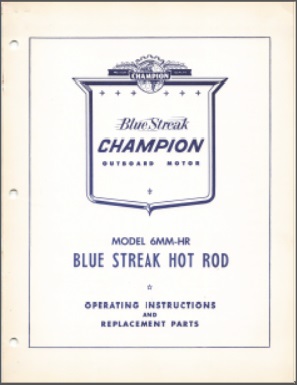 CHAMPION
Blue Streak
CHAMPION
OUTBOARD MOTOR
MODEL 6MM-HR
BLUE STREAK HOT ROD
OPERATING INSTRUCTIONS
AND
REPLACEMENT PARTS